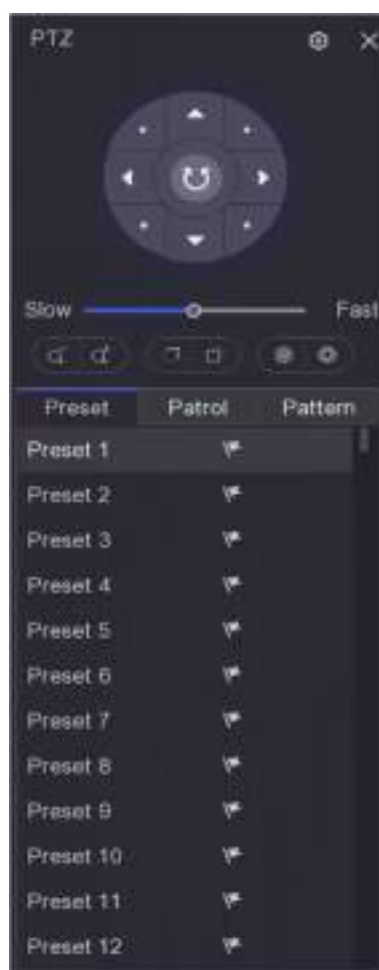 PTZ
Slow Fast
Preset Patrol Pattern
Preset 1
Preset 2
Preset 3
Preset 4
Preset 5
Preset 6
Preset 7
Preset 8
Preset 9
Preset 10
Preset 11
Preset 12